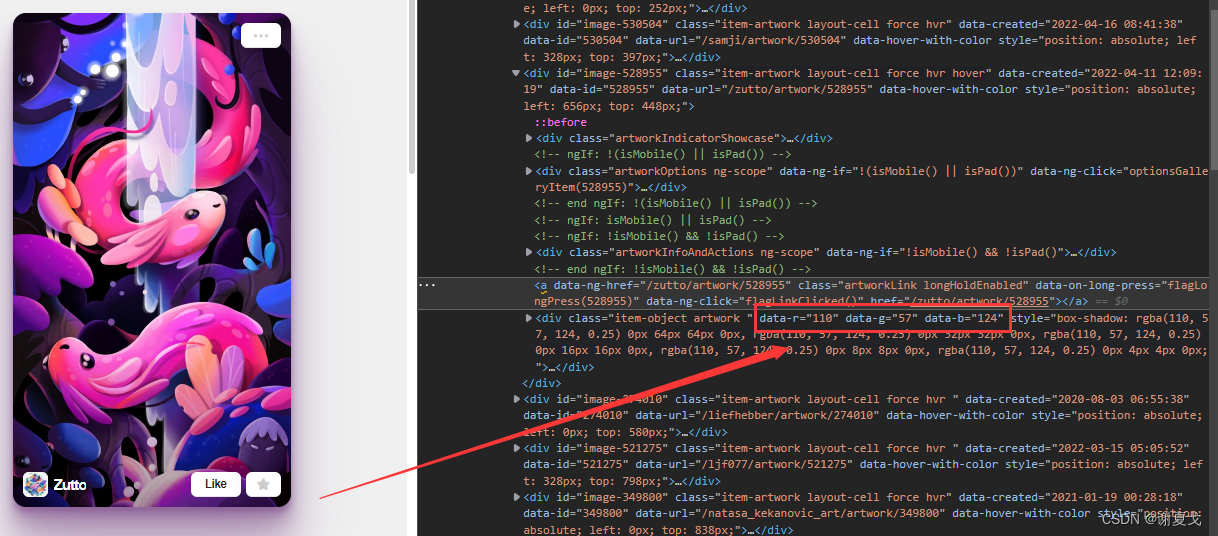 •••
Zutto
Like
e; left: 0px; top: 252px;">…</div>
▶<div id="image-530504" class="item-artwork layout-cell force hvr" data-created="2022-04-16 08:41:38"
data-id="530504" data-url="/samji/artwork/530504" data-hover-with-color style="position: absolute; lef
t: 328px; top: 397px;">…</div>
▼<div id="image-528955" class="item-artwork layout-cell force hvr hover" data-created="2022-04-11 12:09:
19" data-id="528955" data-url="/zutto/artwork/528955" data-hover-with-color style="position: absolute;
left: 656px; top: 448px;">
::before
▶<div class="artworkIndicatorShowcase">…</div>
<!-- ngIf: !(isMobile() || isPad()) -->
▶<div class="artworkOptions ng-scope" data-ng-if="!(isMobile() || isPad())" data-ng-click="optionsGalle
ryItem(528955)">…</div>
<!-- end ngIf: !(isMobile() || isPad()) -->
<!-- ngIf: isMobile() || isPad() -->
<!-- ngIf: !isMobile() && !isPad() -->
▶<div class="artworkInfoAndActions ng-scope" data-ng-if="!isMobile() && !isPad()">…</div>
<!-- end ngIf: !isMobile() && !isPad() -->
••• <a data-ng-href="/zutto/artwork/528955" class="artworkLink longHoldEnabled" data-on-long-press="flagLo
ngPress(528955)" data-ng-click="flagLinkClicked()" href="/zutto/artwork/528955"></a> == $0
▶<div class="item-object artwork " data-r="110" data-g="57" data-b="124" style="box-shadow: rgba(110, 5
7, 124, 0.25) 0px 64px 64px 0px, rgba(110, 57, 124, 0.25) 0px 32px 32px 0px, rgba(110, 57, 124, 0.25)
0px 16px 16px 0px, rgba(110, 57, 124, 0.25) 0px 8px 8px 0px, rgba(110, 57, 124, 0.25) 0px 4px 4px 0px;
">…</div>
</div>
▶<div id="image-274010" class="item-artwork layout-cell force hvr " data-created="2020-08-03 06:55:38"
data-id="274010" data-url="/liefhebber/artwork/274010" data-hover-with-color style="position: absolute;
left: 0px; top: 580px;">…</div>
▶<div id="image-521275" class="item-artwork layout-cell force hvr " data-created="2022-03-15 05:05:52"
data-id="521275" data-url="/ljf077/artwork/521275" data-hover-with-color style="position: absolute; lef
t: 328px; top: 798px;">…</div>
▶<div id="image-349800" class="item-artwork layout-cell force hvr " data-created="2021-01-19 00:28:18"
data-id="349800" data-url="/natasa_kekanovic_art/artwork/349800" data-hover-with-color style="position:
absolute; left: 0px; top: 838px;">…</div>
CSDN @谢夏戈